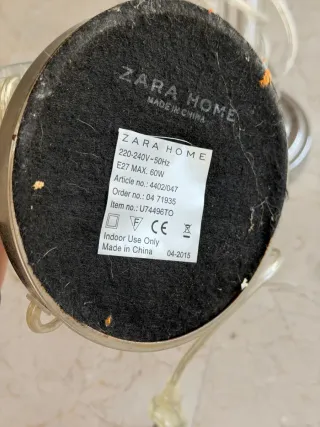 ZARA HOME
MADE IN CHINA
ZARA HOME
220-240V~50Hz
E27 MAX. 60W
Article no.: 4402/047
Order no.: 04 71935
Item no.: U74496TO
F CE
Indoor Use Only
Made in China 04-2015